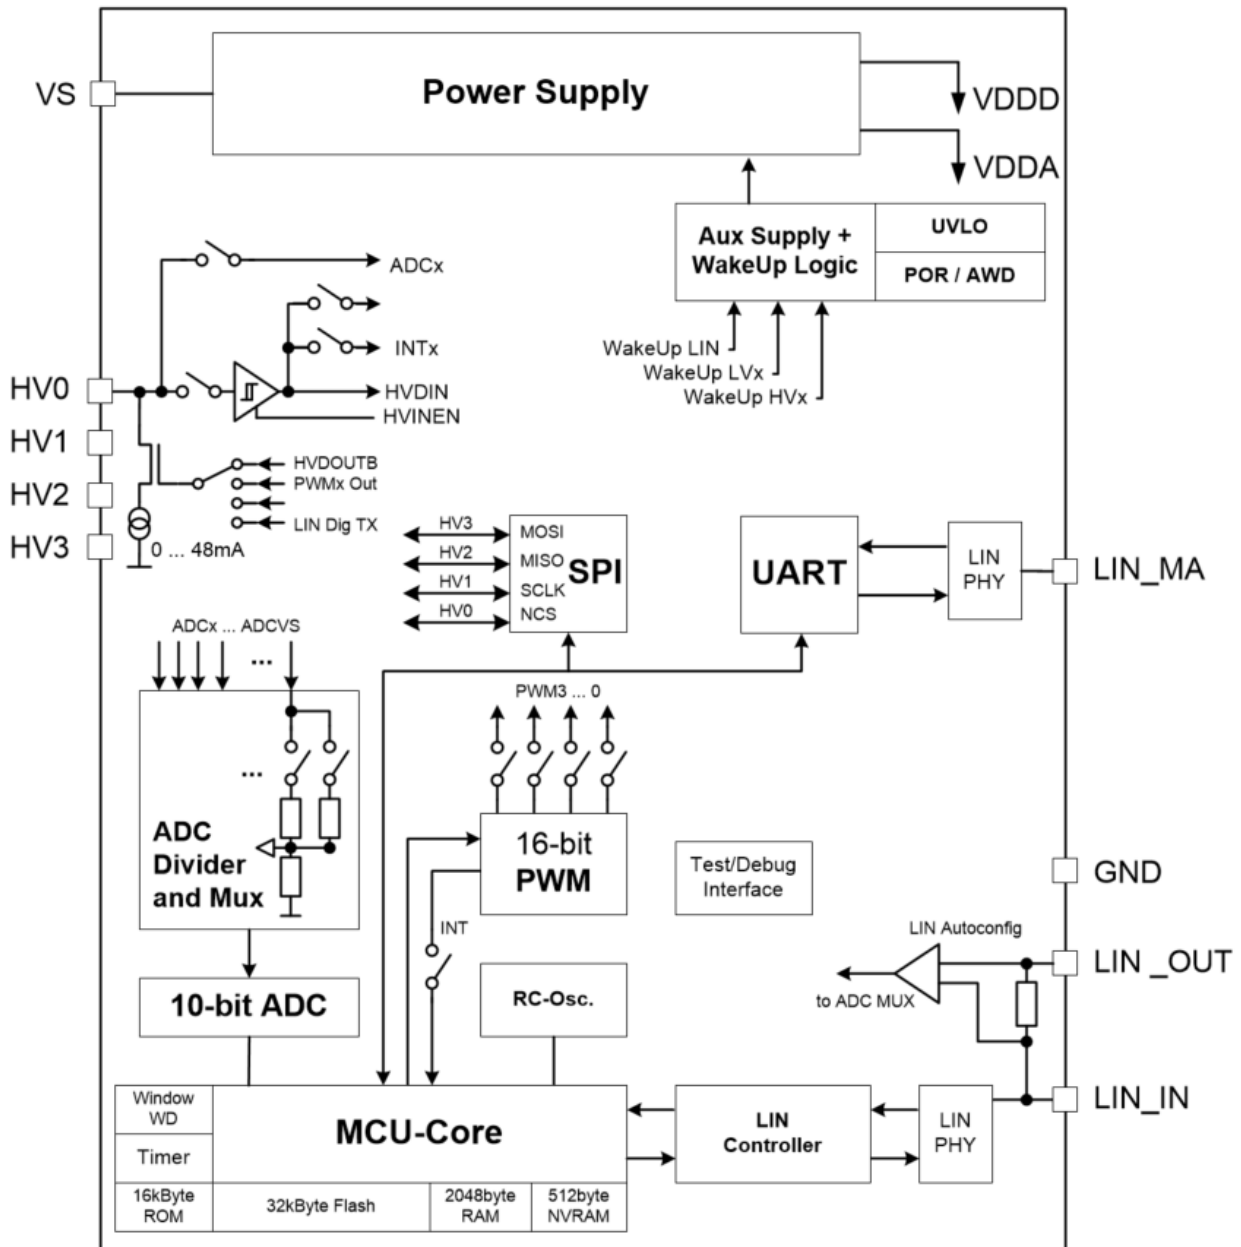 Power Supply
VS
VDDD
VDDA
Aux Supply +
WakeUp Logic
UVLO
POR / AWD
WakeUp LIN
WakeUp LVx
WakeUp HVx
ADCx
INTx
HVDIN
HVINEN
HV0
HV1
HV2
HV3
HVDOUTB
PWMx Out
LIN Dig TX
0 ... 48mA
HV3
HV2
HV1
HV0
MOSI
MISO
SCLK
NCS
SPI
UART
LIN
PHY
LIN_MA
ADCx ... ADCVS
...
...
ADC
Divider
and Mux
PWM3 ... 0
16-bit
PWM
INT
Test/Debug
Interface
GND
LIN Autoconfig
to ADC MUX
LIN _OUT
10-bit ADC
RC-Osc.
LIN_IN
Window
WD
Timer
MCU-Core
LIN
Controller
LIN
PHY
16kByte
ROM
32kByte Flash
2048byte
RAM
512byte
NVRAM